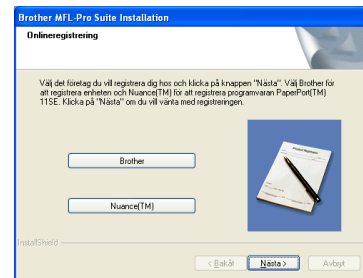 Brother MFL-Pro Suite Installation
Onlineregistrering
Välj det företag du vill registrera dig hos och klicka på knappen "Nästa". Välj Brother för
att registrera enheten och Nuance(TM) för att registrera programvaran PaperPort(TM)
11SE. Klicka på "Nästa" om du vill vänta med registreringen.
Brother
Nuance(TM)
InstallShield
< Bakåt
Nästa >
Avbryt